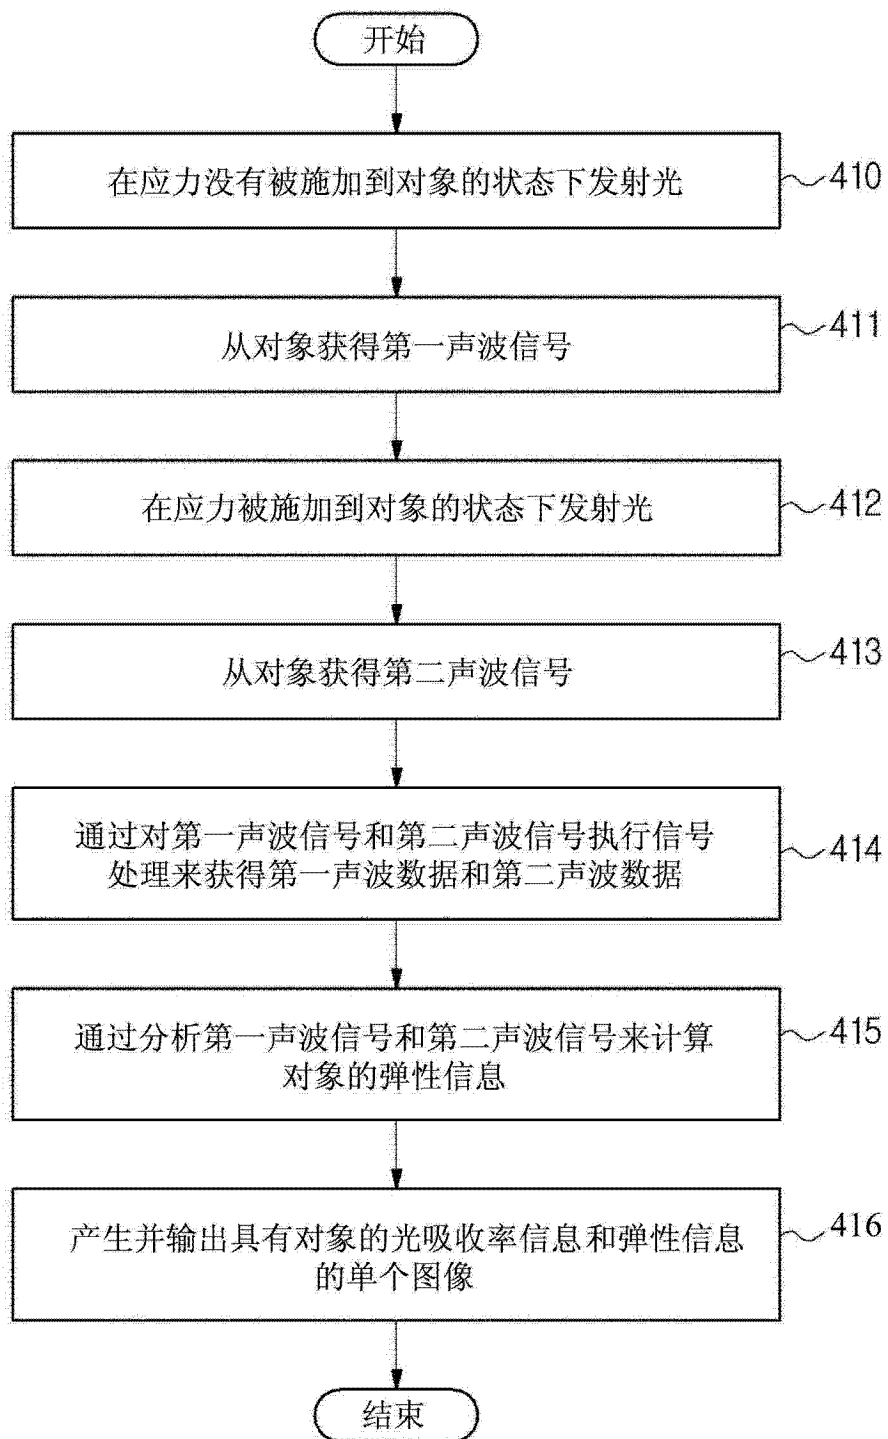 开始
在应力没有被施加到对象的状态下发射光
410
从对象获得第一声波信号
411
在应力被施加到对象的状态下发射光
412
从对象获得第二声波信号
413
通过对第一声波信号和第二声波信号执行信号
处理来获得第一声波数据和第二声波数据
414
通过分析第一声波信号和第二声波信号来计算
对象的弹性信息
415
产生并输出具有对象的光吸收率信息和弹性信息
的单个图像
416
结束